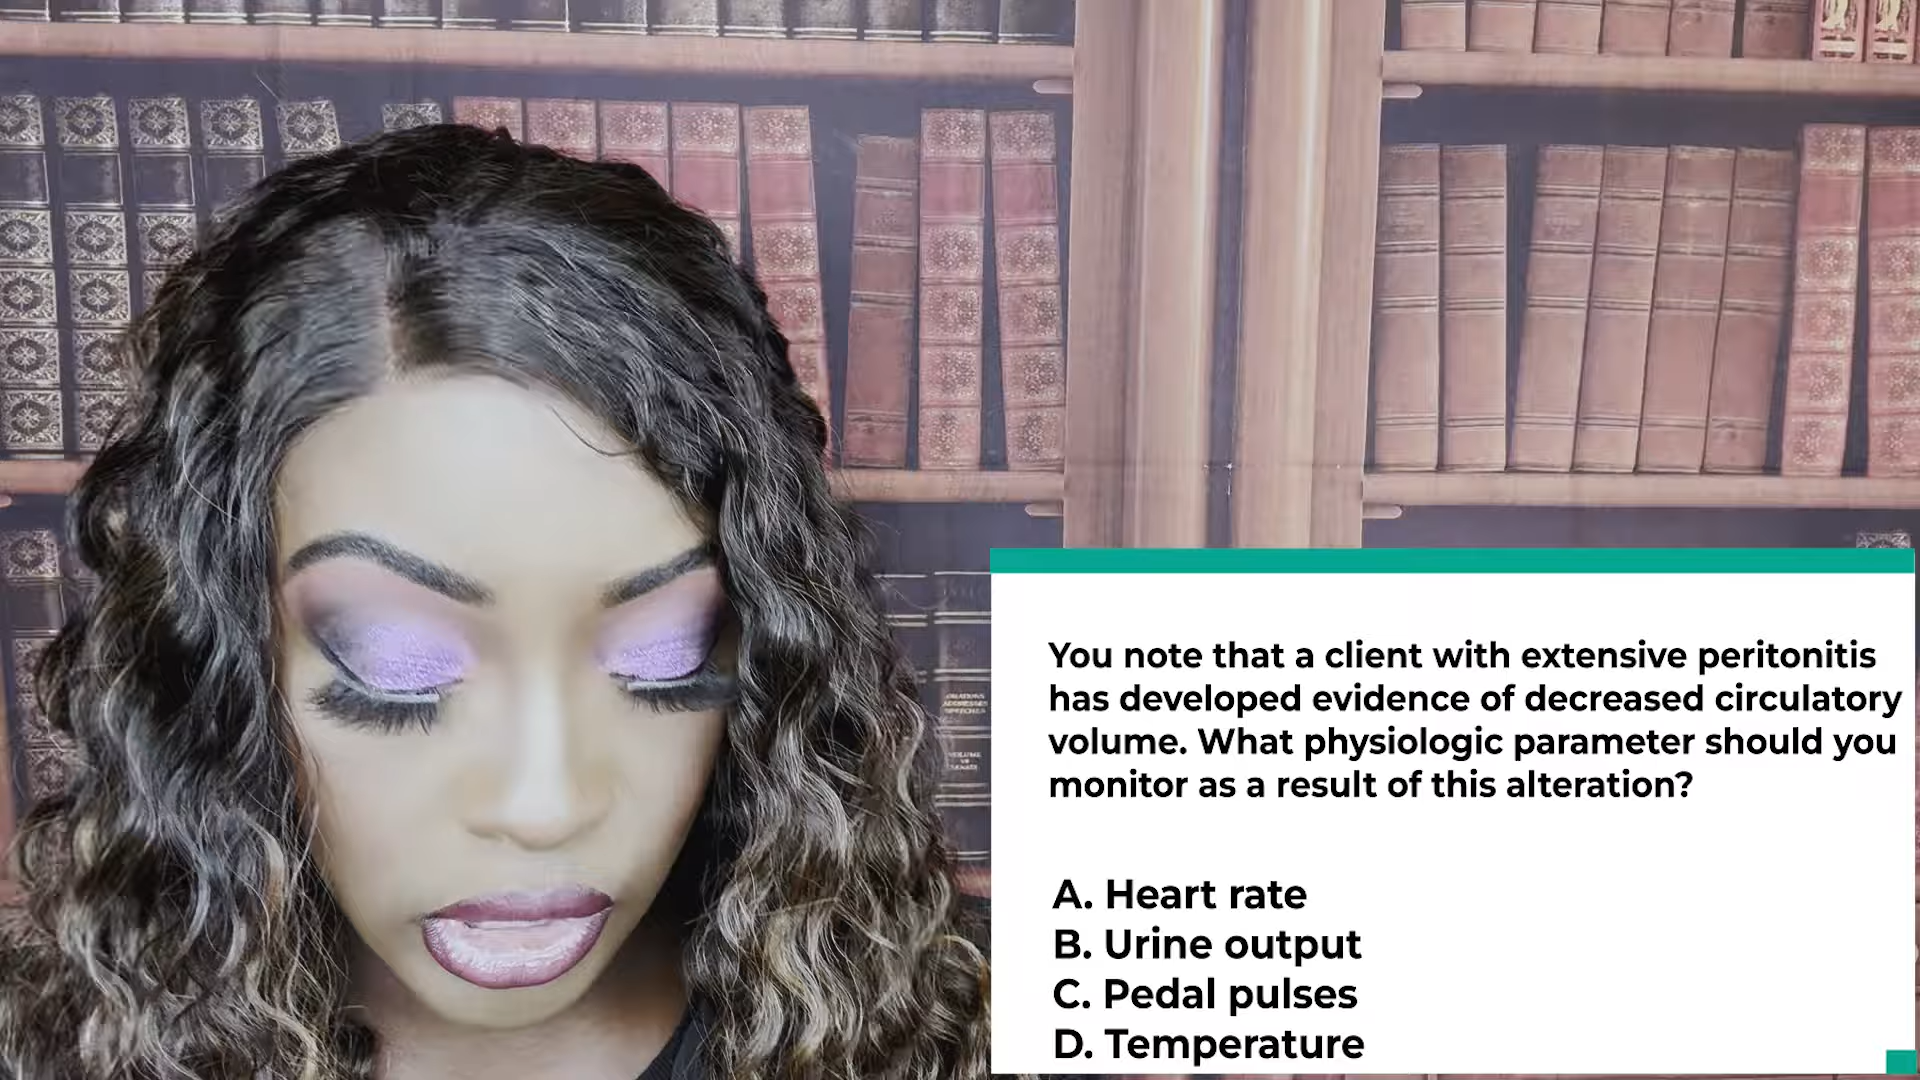 You note that a client with extensive peritonitis
has developed evidence of decreased circulatory
volume. What physiologic parameter should you
monitor as a result of this alteration?
A. Heart rate
B. Urine output
C. Pedal pulses
D. Temperature